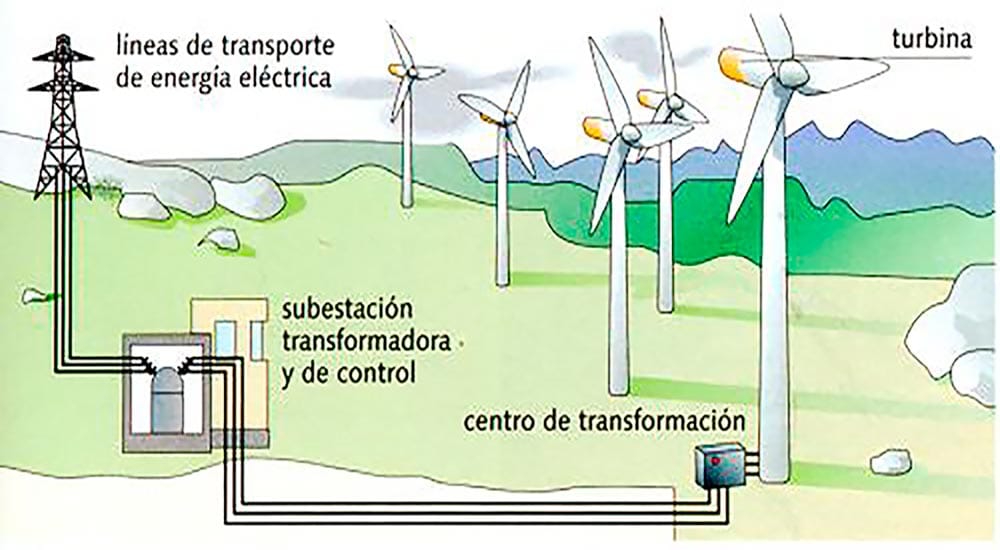 líneas de transporte
de energía eléctrica
turbina
subestación
transformadora
y de control
centro de transformación